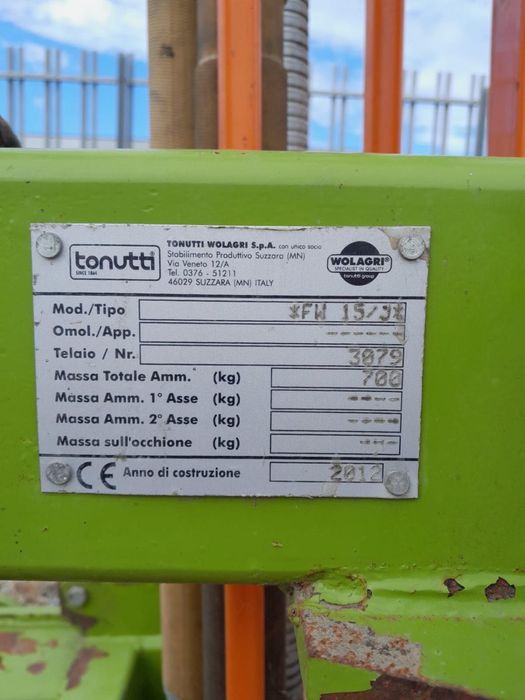 tonutti
SINCE 1864
TONUTTI WOLAGRI S.p.A. con unico socio
Stabilimento Produttivo Suzzara (MN)
Via Veneto 12/A
Tel. 0376 - 51211
46029 SUZZARA (MN) ITALY
WOLAGRI®
SPECIALIST IN QUALITY
tonutti group
Mod./Tipo *FW 15/J*
Omol./App. ------
Telaio / Nr. 3079
Massa Totale Amm. (kg) 700
Massa Amm. 1° Asse (kg) ----
Massa Amm. 2° Asse (kg) ----
Massa sull'occhione (kg) ---
CE Anno di costruzione 2012